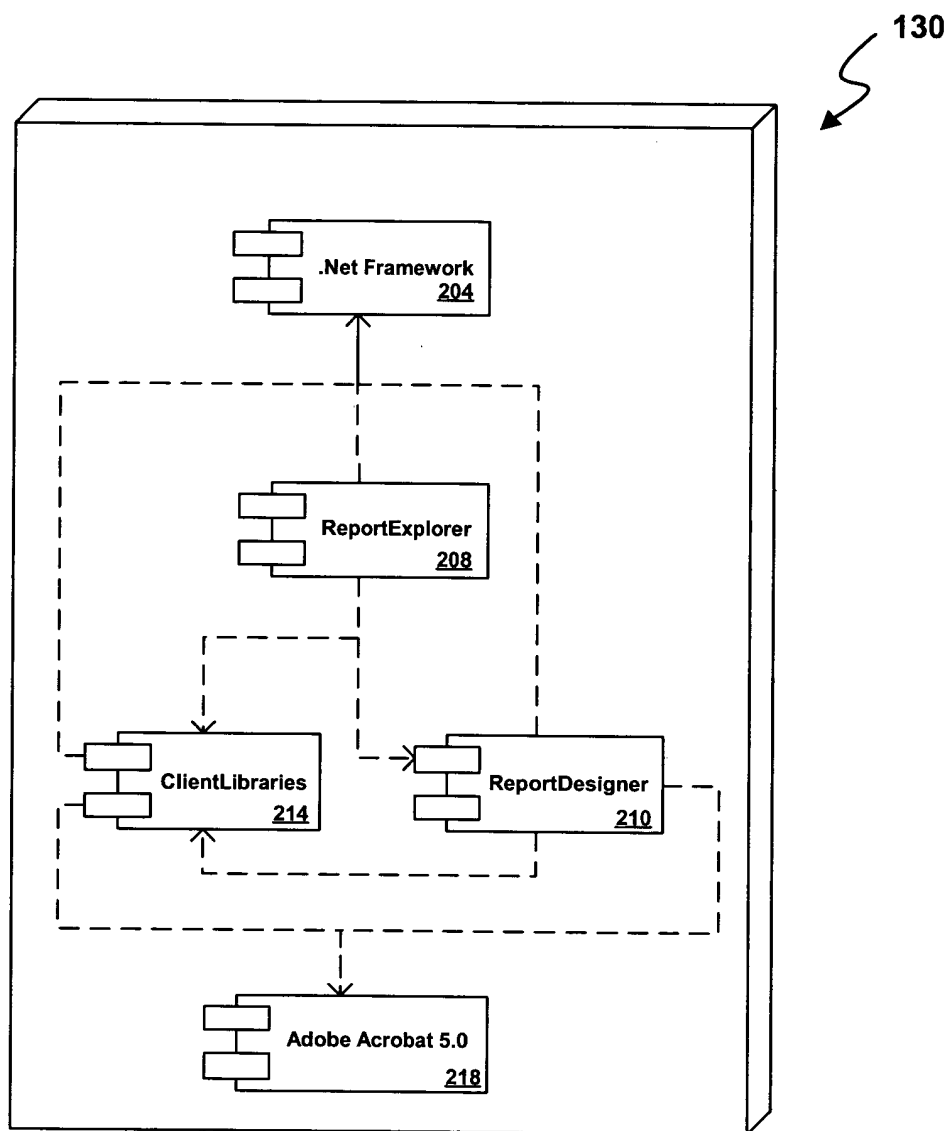 130
.Net Framework
204
ReportExplorer
208
ClientLibraries
214
ReportDesigner
210
Adobe Acrobat 5.0
218